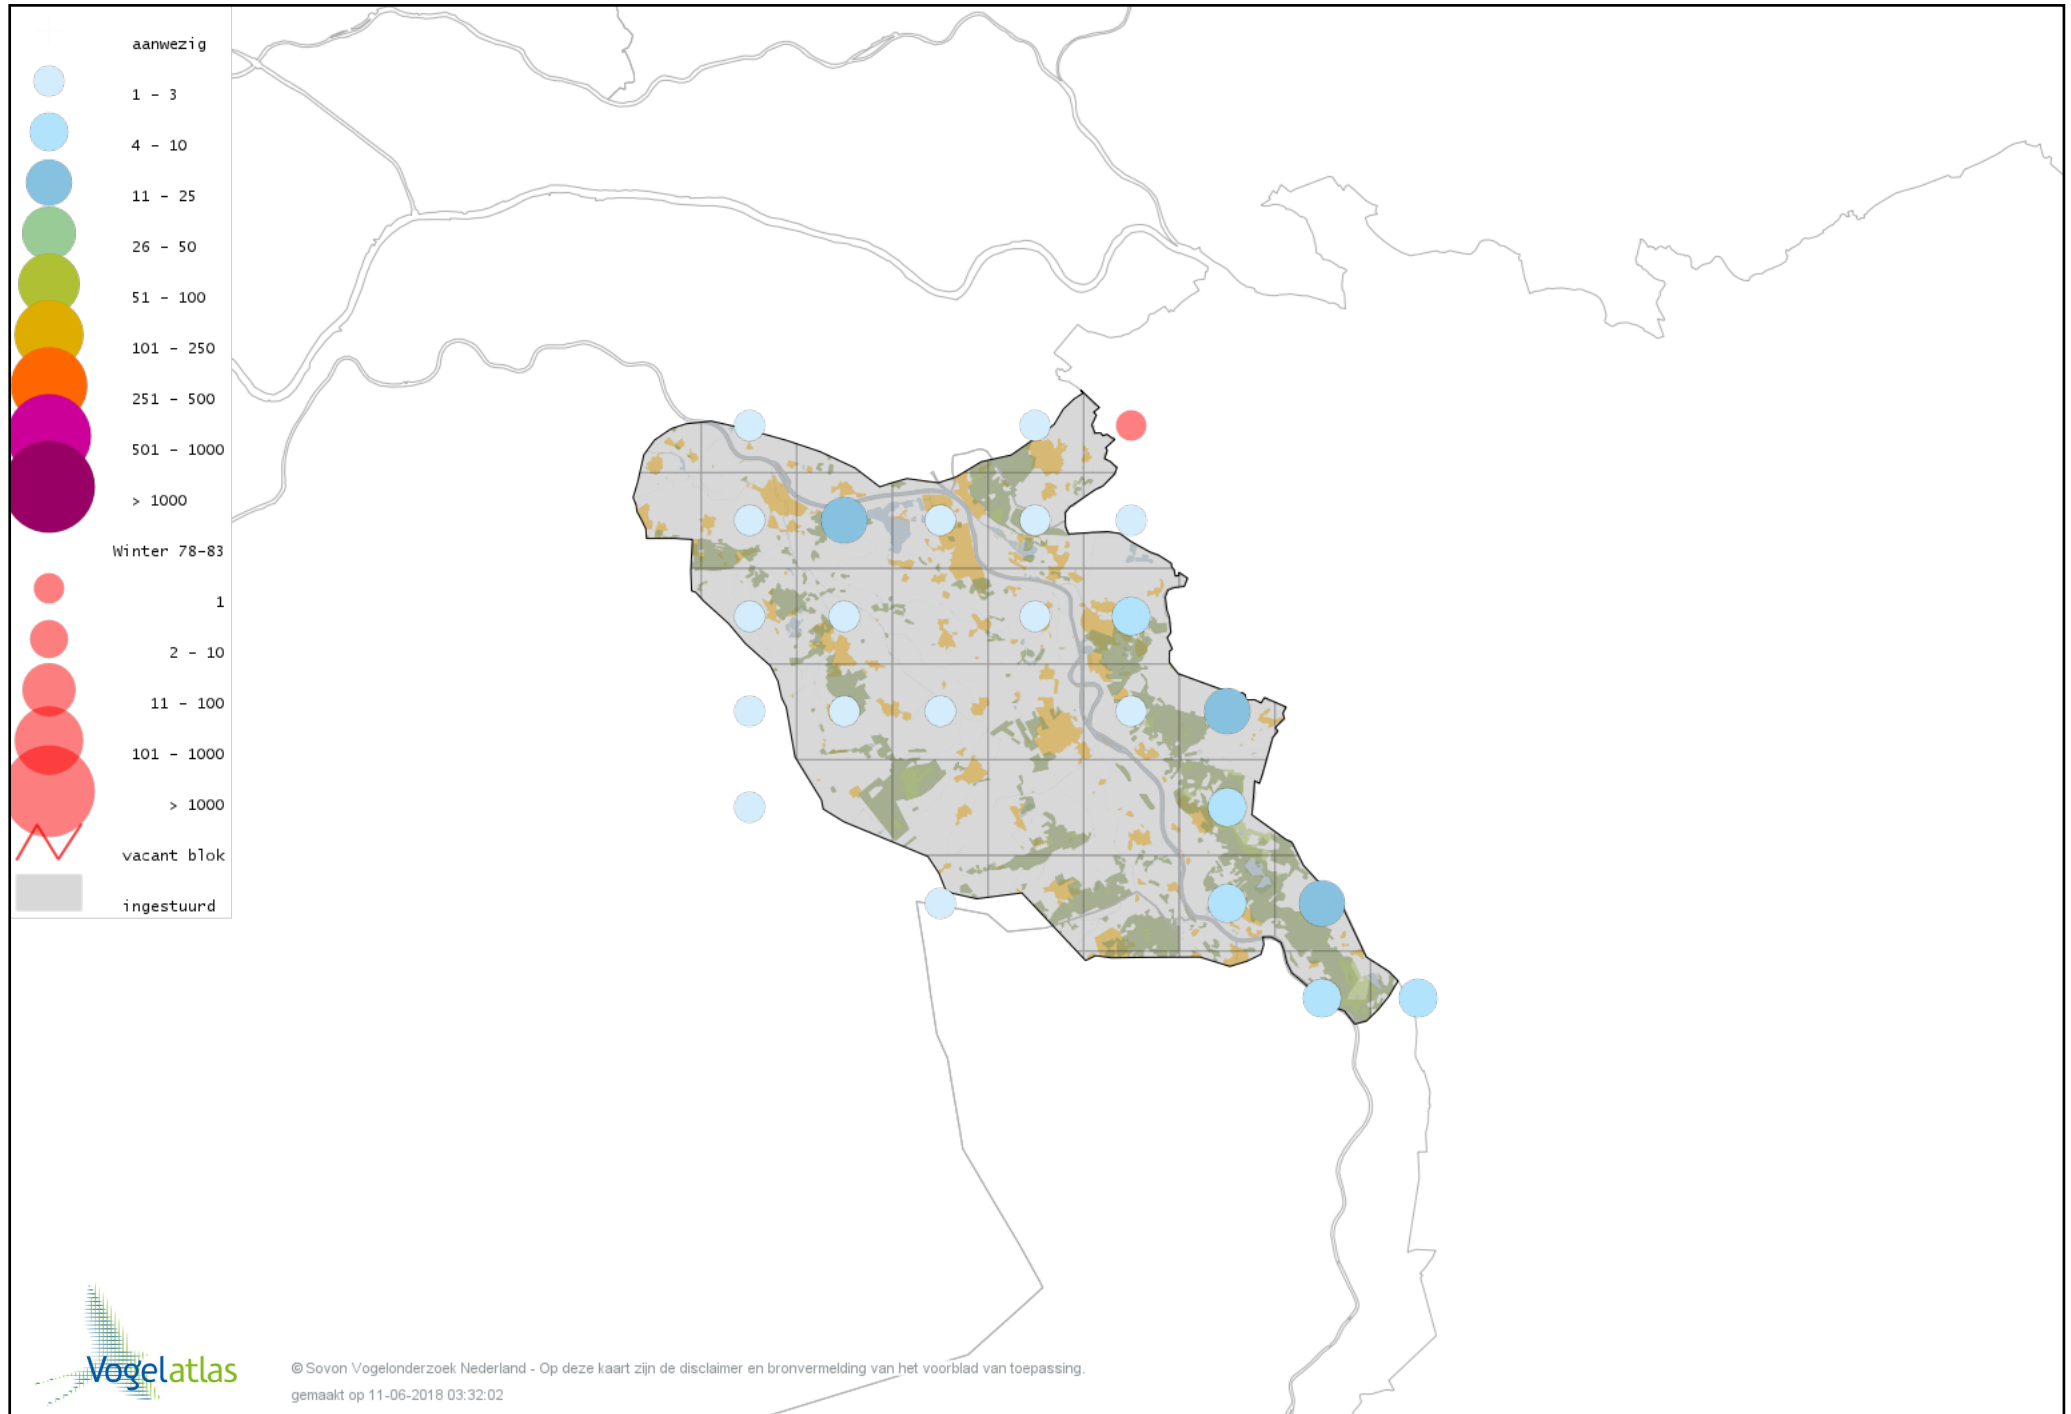 aanwezig
1 - 3
4 - 10
11 - 25
26 - 50
51 - 100
101 - 250
251 - 500
501 - 1000
> 1000
Winter 78-83
1
2 - 10
11 - 100
101 - 1000
> 1000
vacant blok
ingestuurd
Vogelatlas
© Sovon Vogelonderzoek Nederland - Op deze kaart zijn de disclaimer en bronvermelding van het voorblad van toepassing.
gemaakt op 11-06-2018 03:32:02